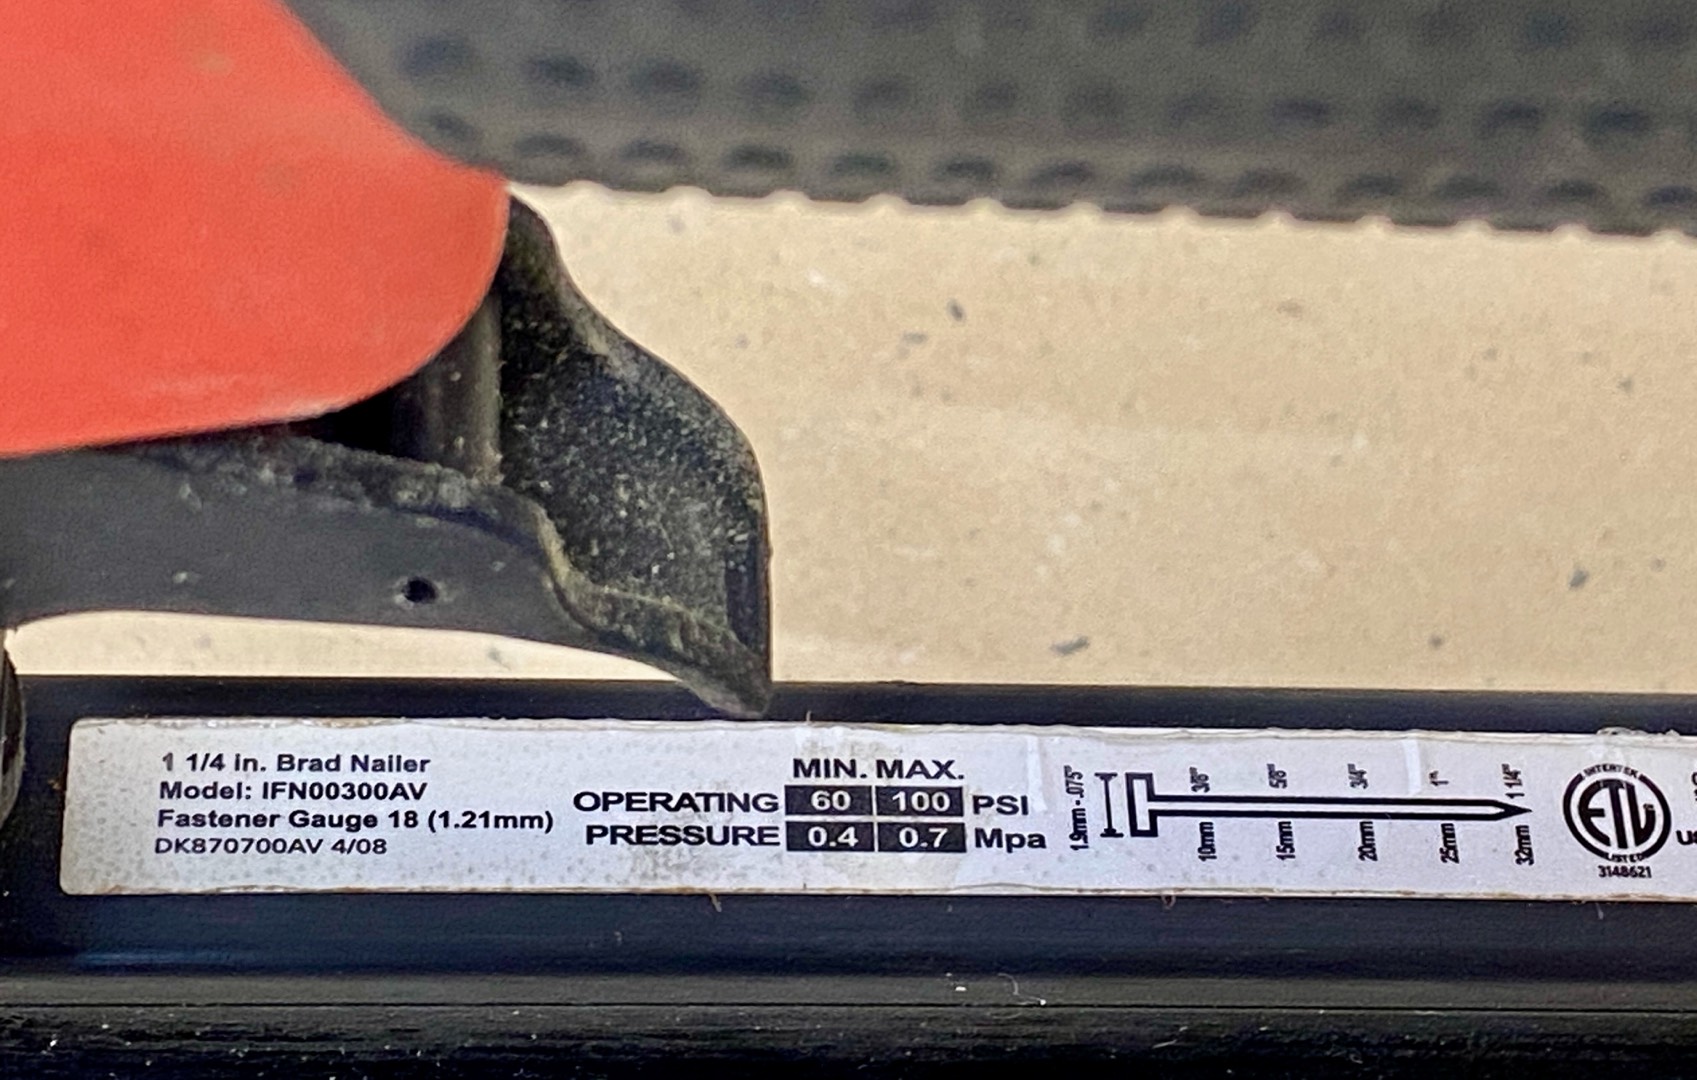 1 1/4 in. Brad Nailer
Model: IFN00300AV
Fastener Gauge 18 (1.21mm)
DK870700AV 4/08
MIN. MAX.
OPERATING 60 100 PSI
PRESSURE 0.4 0.7 Mpa
1.9mm - .075"
3/8" 5/8" 3/4" 1" 1 1/4"
10mm 15mm 20mm 25mm 32mm
INTERTEK
ETL
LISTED
3148621